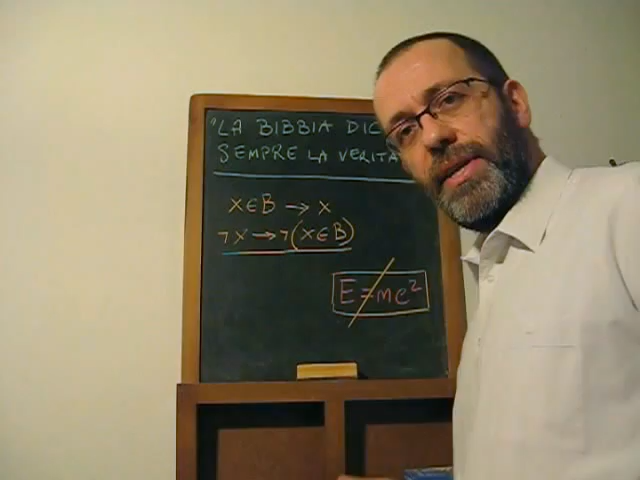 "LA BIBBIA DIC
SEMPRE LA VERITA
X∈B → X
¬X → ¬(X∈B)
E=mc²